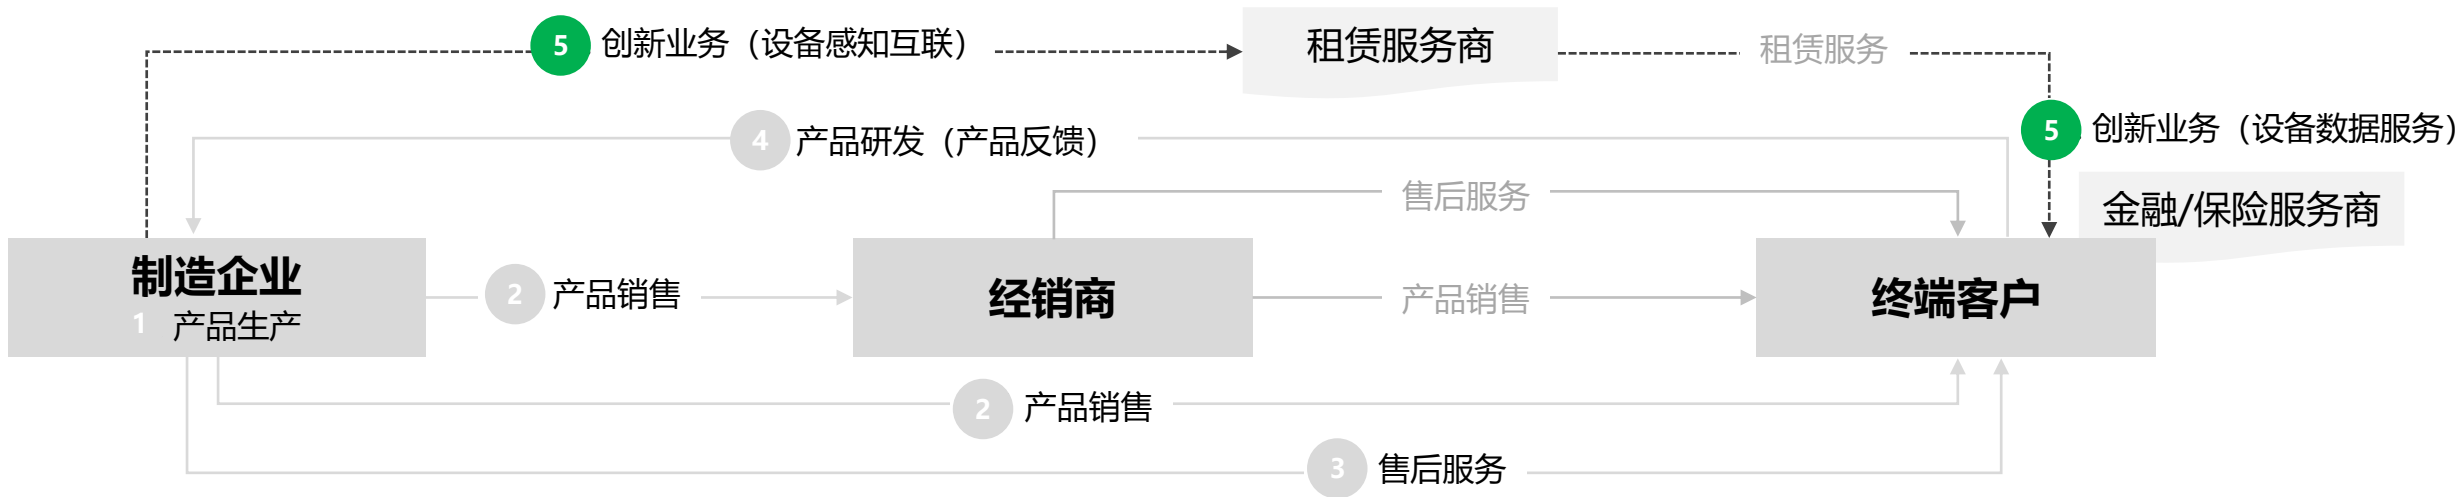 5 创新业务（设备感知互联）
租赁服务商
租赁服务
4 产品研发（产品反馈）
5 创新业务（设备数据服务）
售后服务
金融/保险服务商
制造企业
1 产品生产
2 产品销售
经销商
产品销售
终端客户
2 产品销售
3 售后服务